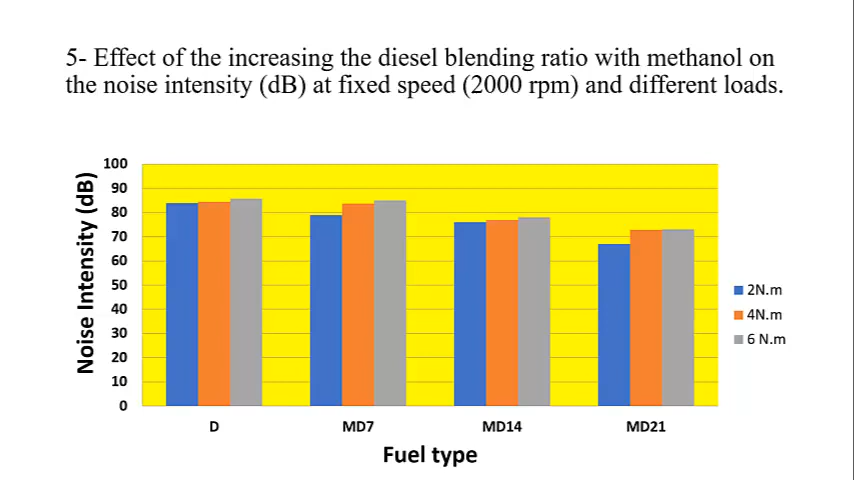 5- Effect of the increasing the diesel blending ratio with methanol on
the noise intensity (dB) at fixed speed (2000 rpm) and different loads.
Noise Intensity (dB)
100
90
80
70
60
50
40
30
20
10
0
D MD7 MD14 MD21
Fuel type
2N.m
4N.m
6 N.m